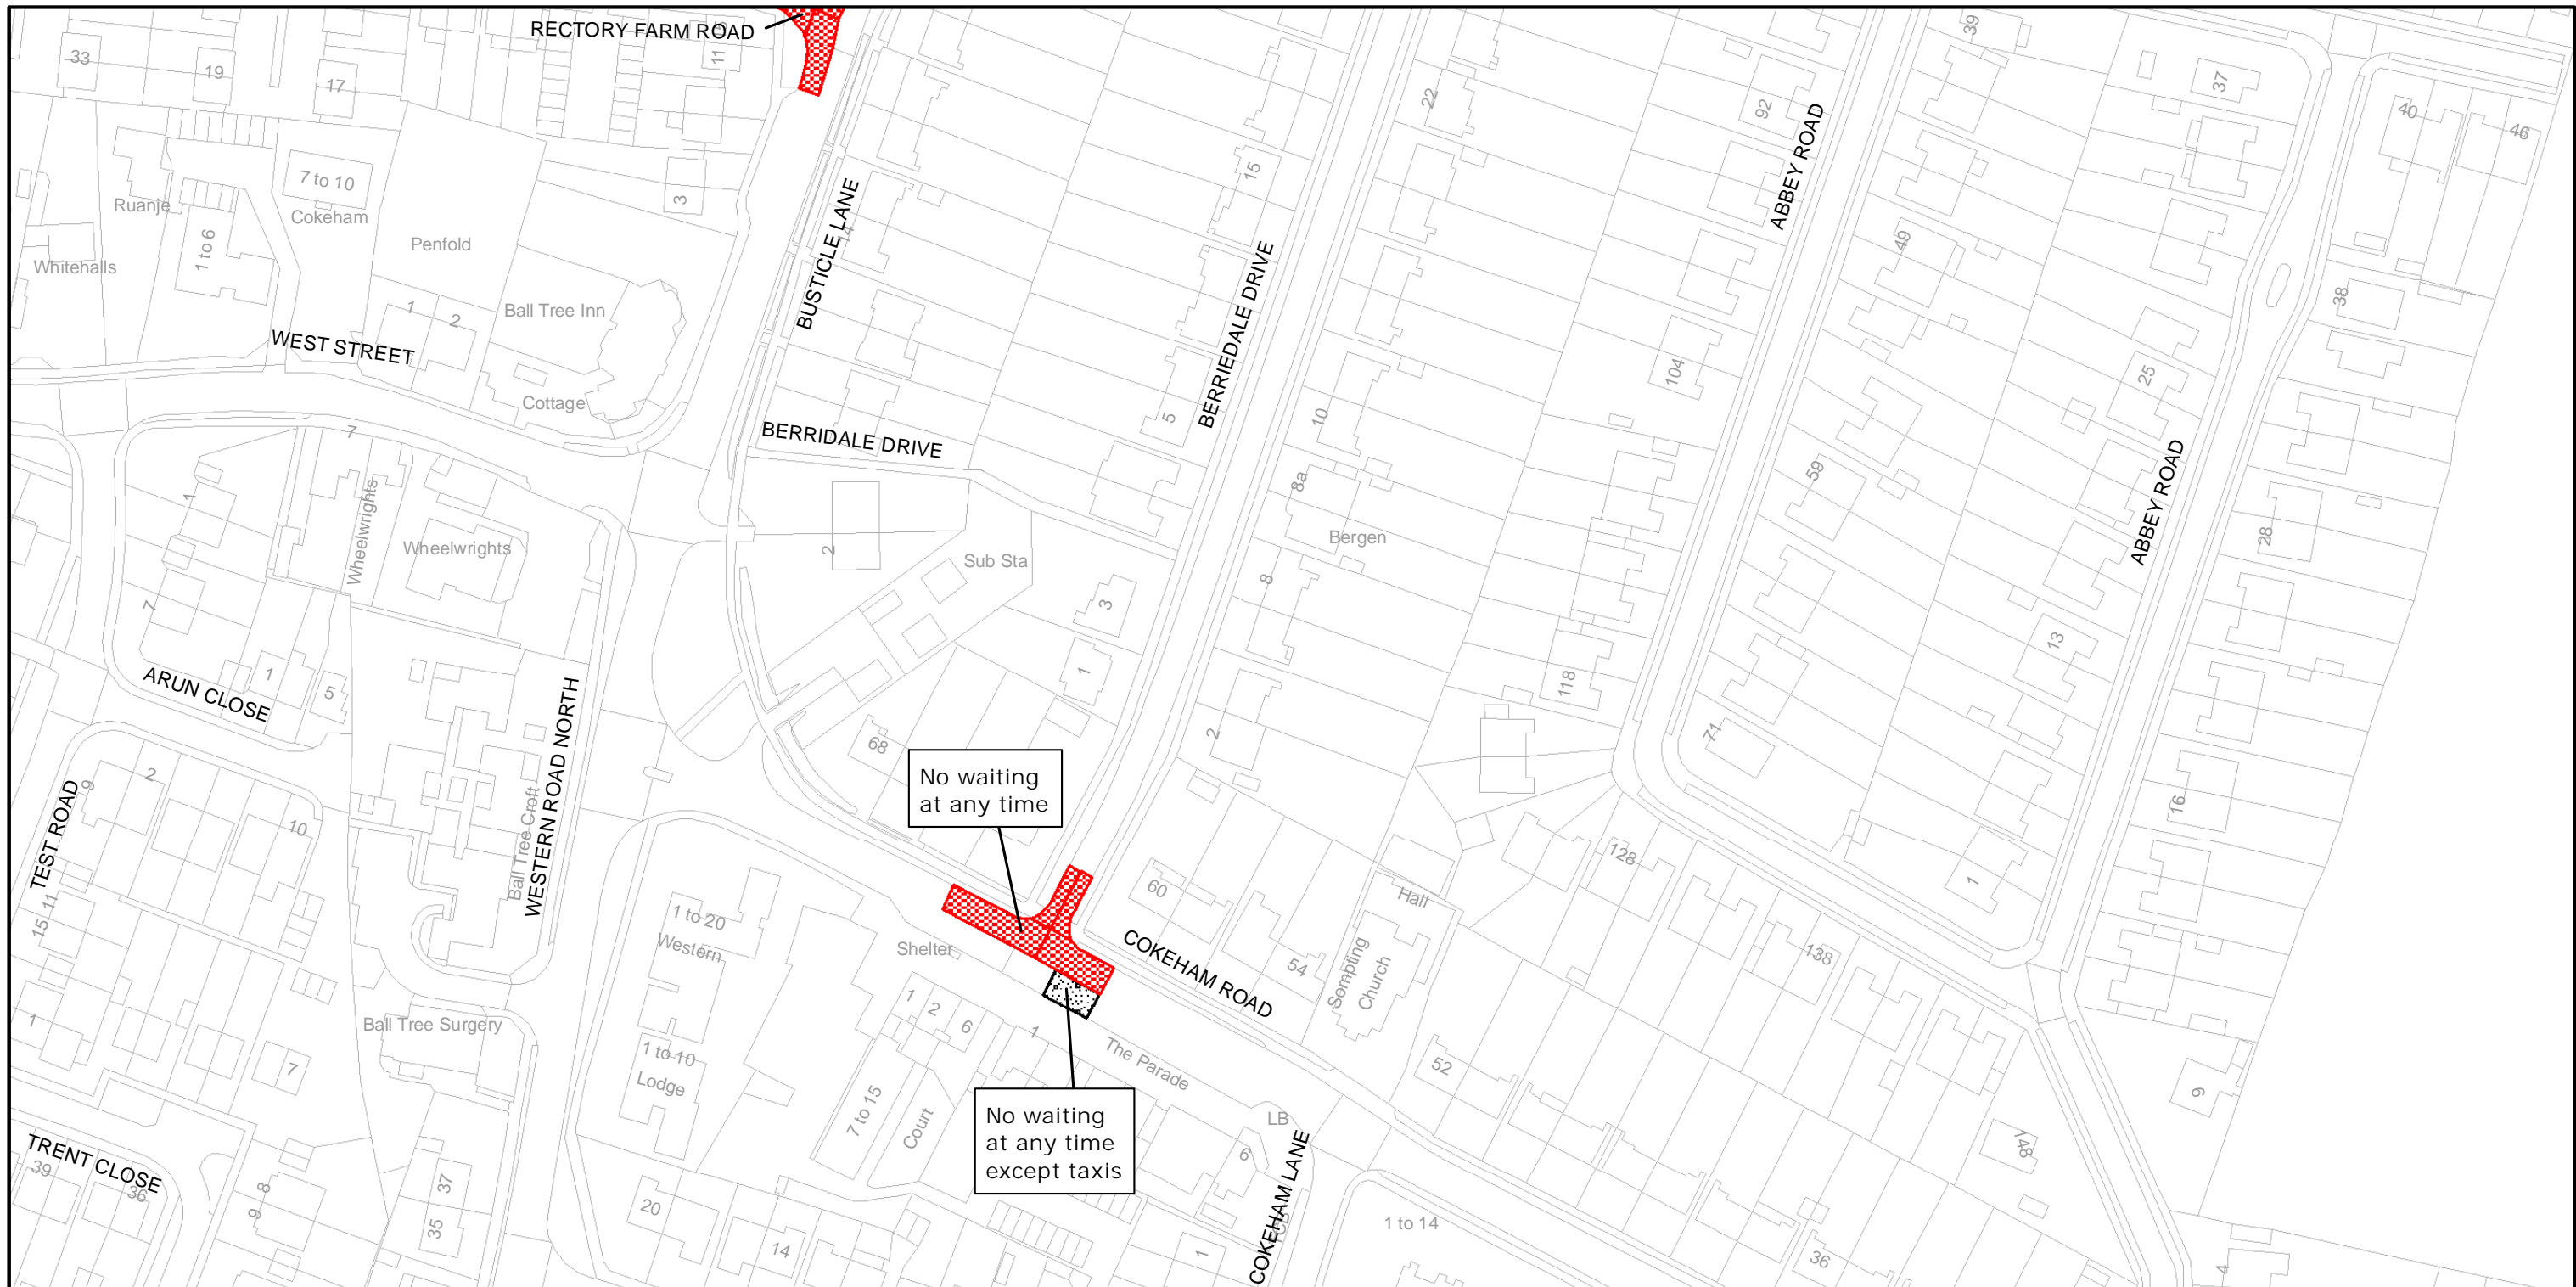 RECTORY FARM ROAD
33
19
17
11
15
39
37
40
46
22
92
ABBEY ROAD
15
3
7 to 10
Cokeham
Ruanje
1 to 6
Penfold
Whitehalls
BUSTICLE LANE
14
49
38
Ball Tree Inn
1
2
WEST STREET
BERRIEDALE DRIVE
104
25
Cottage
5
10
7
BERRIDALE DRIVE
59
ABBEY ROAD
8a
1
Wheelwrights
Wheelwrights
Bergen
28
2
Sub Sta
8
7
3
13
1
1
5
118
ARUN CLOSE
WESTERN ROAD NORTH
68
2
71
No waiting
at any time
9
2
TEST ROAD
10
Ball Tree Croft
16
128
60
1
Hall
1 to 20
Western
Shelter
11
15
COKEHAM ROAD
54
Sompting
Church
138
1
Ball Tree Surgery
1
2
6
1
The Parade
7
1 to 10
Lodge
52
9
No waiting
at any time
except taxis
7 to 15
Court
LB
6
148
TRENT CLOSE
39
36
8
9
37
35
20
14
COKEHAM LANE
TCB
1
1 to 14
36
4